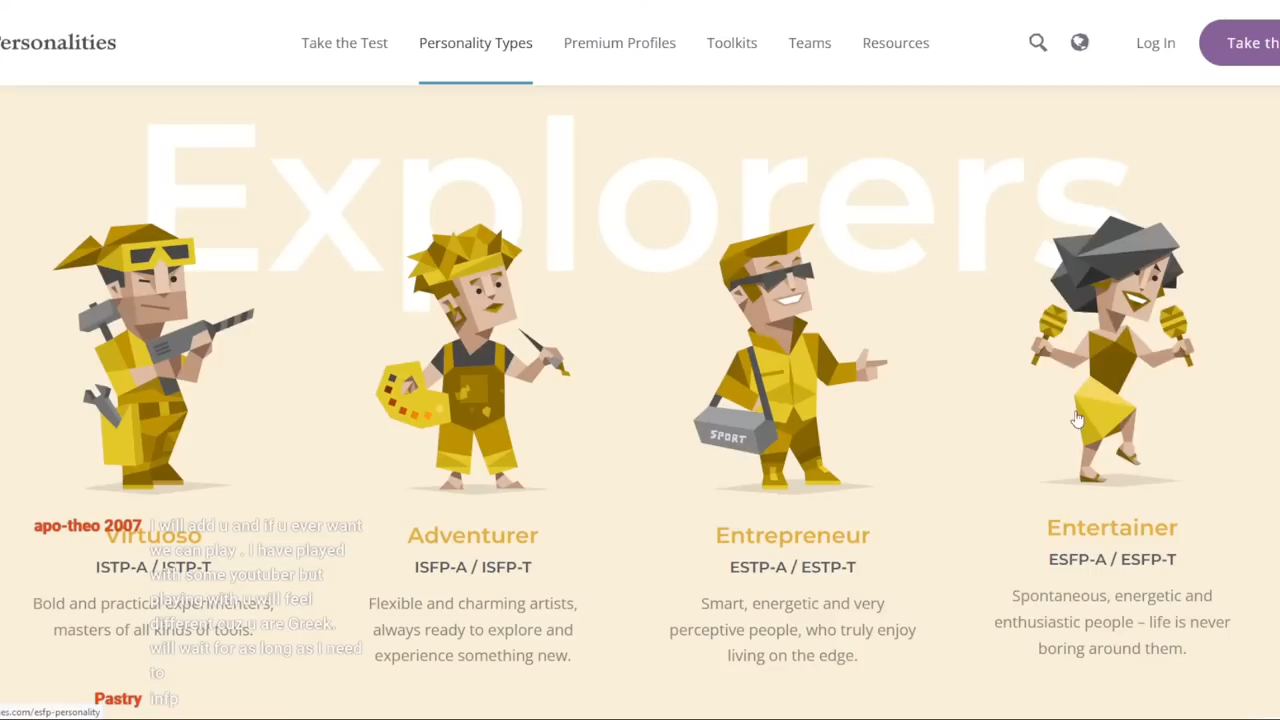 ersonalities
Take the Test
Personality Types
Premium Profiles
Toolkits
Teams
Resources
Log In
Take th
Explorers
SPORT
Virtuoso
ISTP-A / ISTP-T
Bold and practical experimenters,
masters of all kinds of tools.
Adventurer
ISFP-A / ISFP-T
Flexible and charming artists,
always ready to explore and
experience something new.
Entrepreneur
ESTP-A / ESTP-T
Smart, energetic and very
perceptive people, who truly enjoy
living on the edge.
Entertainer
ESFP-A / ESFP-T
Spontaneous, energetic and
enthusiastic people – life is never
boring around them.
apo-theo 2007 I will add u and if u ever want
we can play . I have played
with some youtuber but
playing with u will feel
different cuz u are Greek.
will wait for as long as I need
to
Pastry infp
es.com/esfp-personality